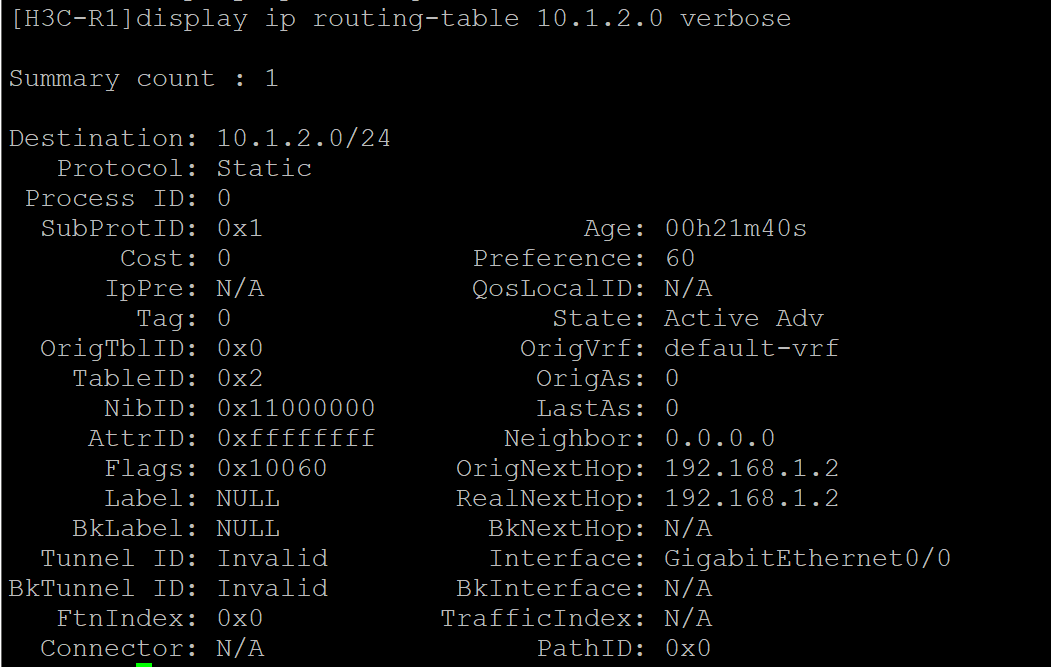 [H3C-R1]display ip routing-table 10.1.2.0 verbose
Summary count : 1
Destination: 10.1.2.0/24
Protocol: Static
Process ID: 0
SubProtID: 0x1 Age: 00h21m40s
Cost: 0 Preference: 60
IpPre: N/A QosLocalID: N/A
Tag: 0 State: Active Adv
OrigTblID: 0x0 OrigVrf: default-vrf
TableID: 0x2 OrigAs: 0
NibID: 0x11000000 LastAs: 0
AttrID: 0xffffffff Neighbor: 0.0.0.0
Flags: 0x10060 OrigNextHop: 192.168.1.2
Label: NULL RealNextHop: 192.168.1.2
BkLabel: NULL BkNextHop: N/A
Tunnel ID: Invalid Interface: GigabitEthernet0/0
BkTunnel ID: Invalid BkInterface: N/A
FtnIndex: 0x0 TrafficIndex: N/A
Connector: N/A PathID: 0x0